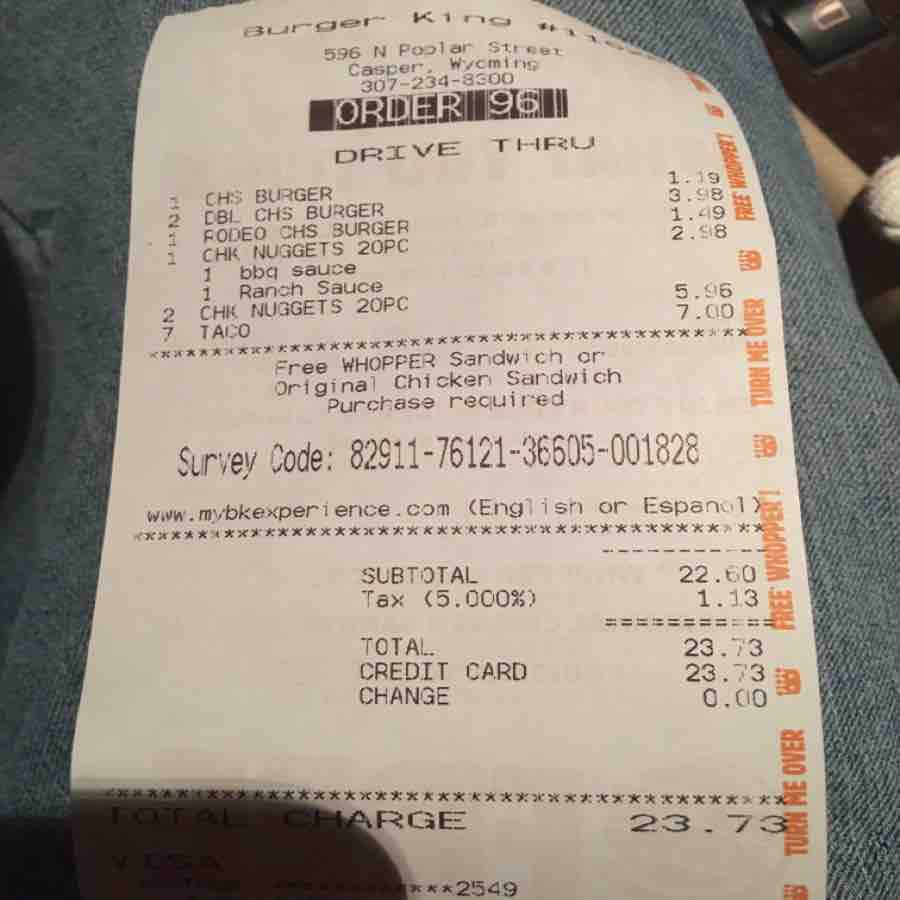 Burger King
596 N Poplar Street
Casper, Wyoming
307-234-8300
ORDER 96
DRIVE THRU
1 CHS BURGER 1.19
2 DBL CHS BURGER 3.98
1 RODEO CHS BURGER 1.49
1 CHK NUGGETS 20PC 2.98
1 bbq sauce
1 Ranch Sauce
2 CHK NUGGETS 20PC 5.96
7 TACO 7.00
Free WHOPPER Sandwich or
Original Chicken Sandwich
Purchase required
Survey Code: 82911-76121-36605-001828
www.mybkexperience.com (English or Espanol)
SUBTOTAL 22.60
Tax (5.000%) 1.13
TOTAL 23.73
CREDIT CARD 23.73
CHANGE 0.00
TOTAL CHARGE 23.73
VISA
************2549
FREE WHOPPER!
TURN ME OVER
FREE WHOPPER!
TURN ME OVER